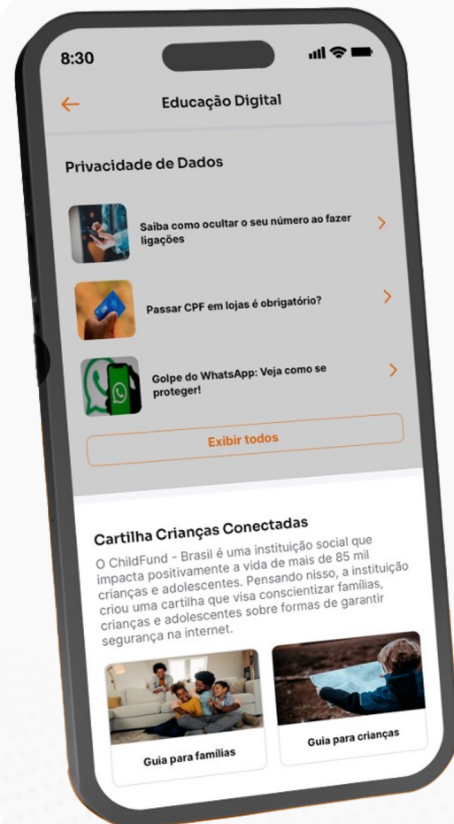 8:30
Educação Digital
Privacidade de Dados
Saiba como ocultar o seu número ao fazer
ligações
Passar CPF em lojas é obrigatório?
Golpe do WhatsApp: Veja como se
proteger!
Exibir todos
Cartilha Crianças Conectadas
O ChildFund - Brasil é uma instituição social que
impacta positivamente a vida de mais de 85 mil
crianças e adolescentes. Pensando nisso, a instituição
criou uma cartilha que visa conscientizar famílias,
crianças e adolescentes sobre formas de garantir
segurança na internet.
Guia para famílias
Guia para crianças